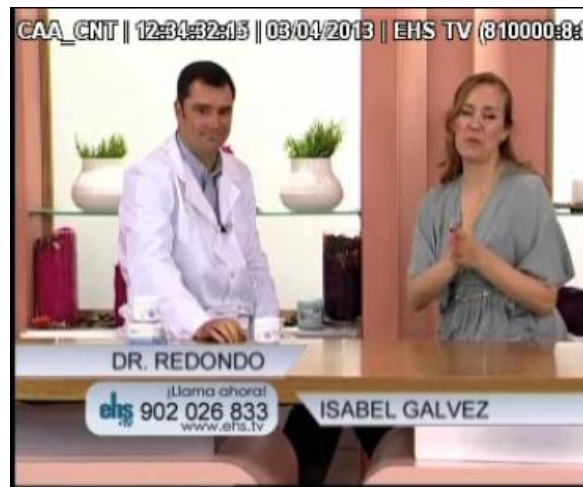 CAA_CNT | 12:34:32:15 | 03/04/2013 | EHS TV (810000:8:
DR. REDONDO
¡Llama ahora!
ehs.tv 902 026 833
www.ehs.tv
ISABEL GALVEZ